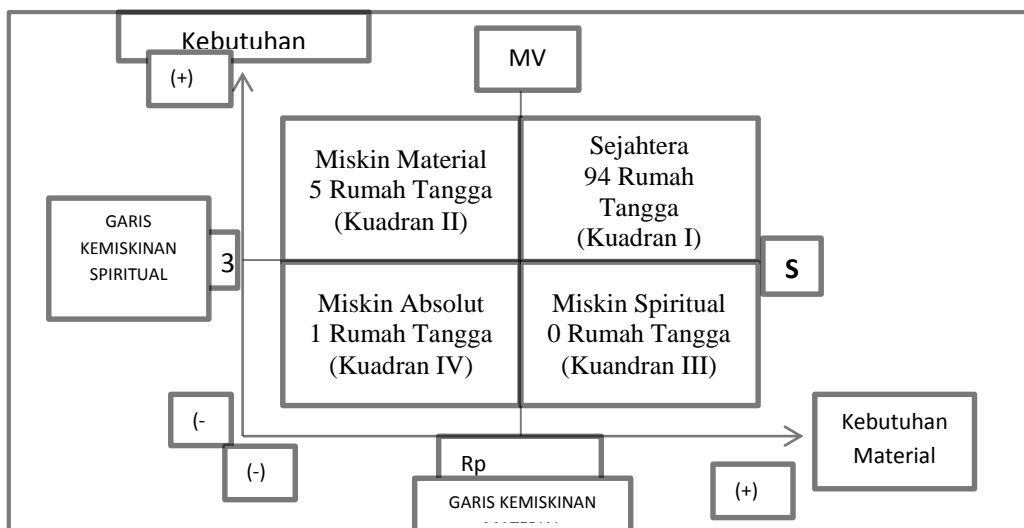 Kebutuhan
(+)
MV
Miskin Material
5 Rumah Tangga
(Kuadran II)
Sejahtera
94 Rumah
Tangga
(Kuadran I)
GARIS
KEMISKINAN
SPIRITUAL
3
S
Miskin Absolut
1 Rumah Tangga
(Kuadran IV)
Miskin Spiritual
0 Rumah Tangga
(Kuandran III)
(-
(-)
Rp
GARIS KEMISKINAN
(+)
Kebutuhan
Material